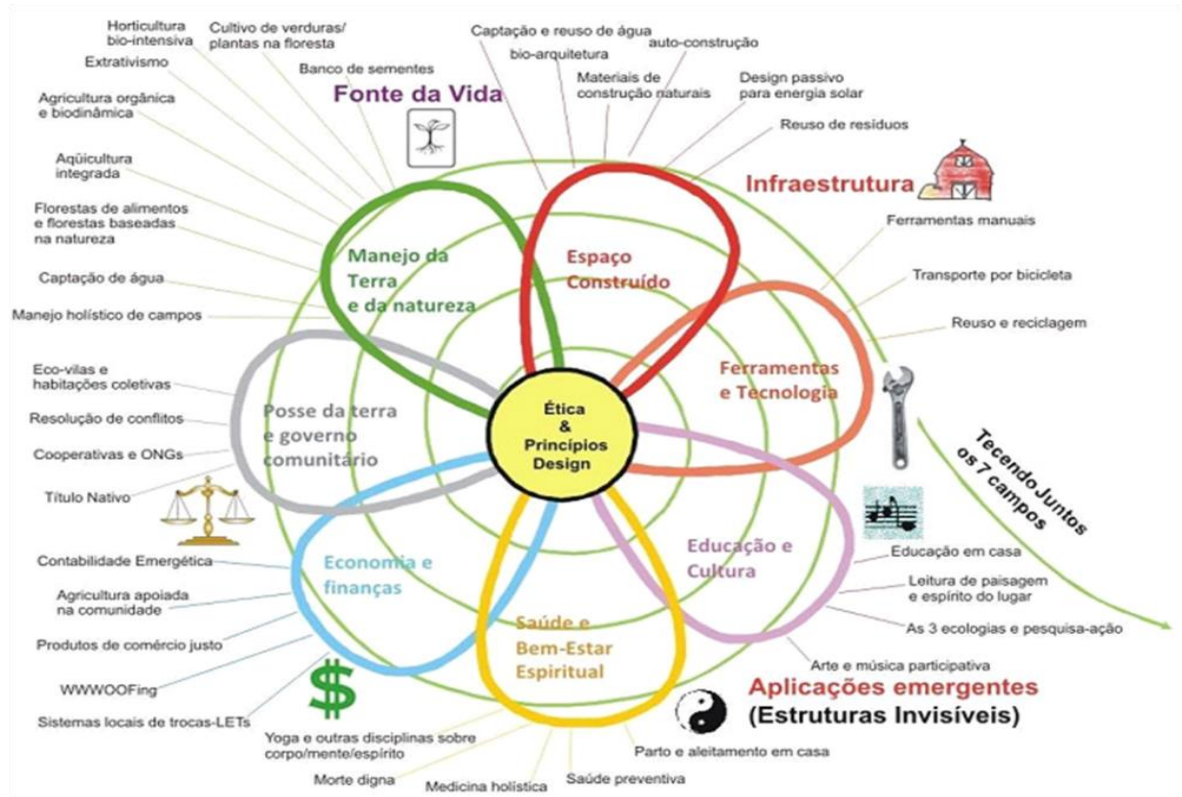 Horticultura
bio-intensiva
Cultivo de verduras/
plantas na floresta
Extrativismo
Banco de sementes
Agricultura orgânica
e biodinâmica
Fonte da Vida
Aqüicultura
integrada
Florestas de alimentos
e florestas baseadas
na natureza
Captação de água
Manejo holístico de campos
Manejo da
Terra
e da natureza
Captação e reuso de água
auto-construção
bio-arquitetura
Materiais de
construção naturais
Design passivo
para energia solar
Reuso de resíduos
Infraestrutura
Espaço
Construído
Ferramentas manuais
Transporte por bicicleta
Reuso e reciclagem
Ferramentas
e Tecnologia
Eco-vilas e
habitações coletivas
Resolução de conflitos
Cooperativas e ONGs
Título Nativo
Posse da terra
e governo
comunitário
Ética
&
Princípios
Design
Tecendo Juntos
os 7 campos
Educação e
Cultura
Educação em casa
Leitura de paisagem
e espírito do lugar
As 3 ecologias e pesquisa-ação
Arte e música participativa
Aplicações emergentes
(Estruturas Invisíveis)
Contabilidade Emergética
Agricultura apoiada
na comunidade
Produtos de comércio justo
WWWOOFing
Sistemas locais de trocas-LETs
Economia e
finanças
$
Saúde e
Bem-Estar
Espiritual
Yoga e outras disciplinas sobre
corpo/mente/espírito
Morte digna
Medicina holística
Saúde preventiva
Parto e aleitamento em casa